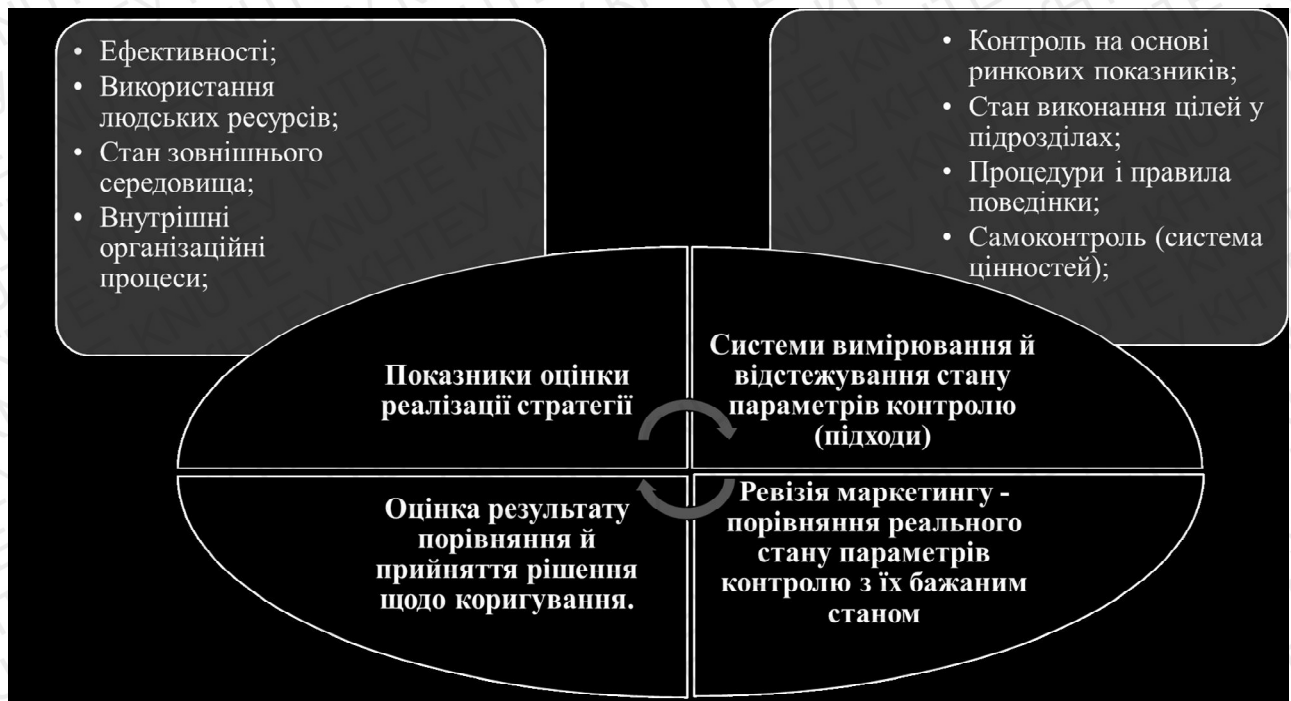 • Ефективності;
• Використання
людських ресурсів;
• Стан зовнішнього
середовища;
• Внутрішні
організаційні
процеси;
• Контроль на основі
ринкових показників;
• Стан виконання цілей у
підрозділах;
• Процедури і правила
поведінки;
• Самоконтроль (система
цінностей);
Показники оцінки
реалізації стратегії
Системи вимірювання й
відстежування стану
параметрів контролю
(підходи)
Оцінка результату
порівняння й
прийняття рішення
щодо коригування.
Ревізія маркетингу -
порівняння реального
стану параметрів
контролю з їх бажаним
станом